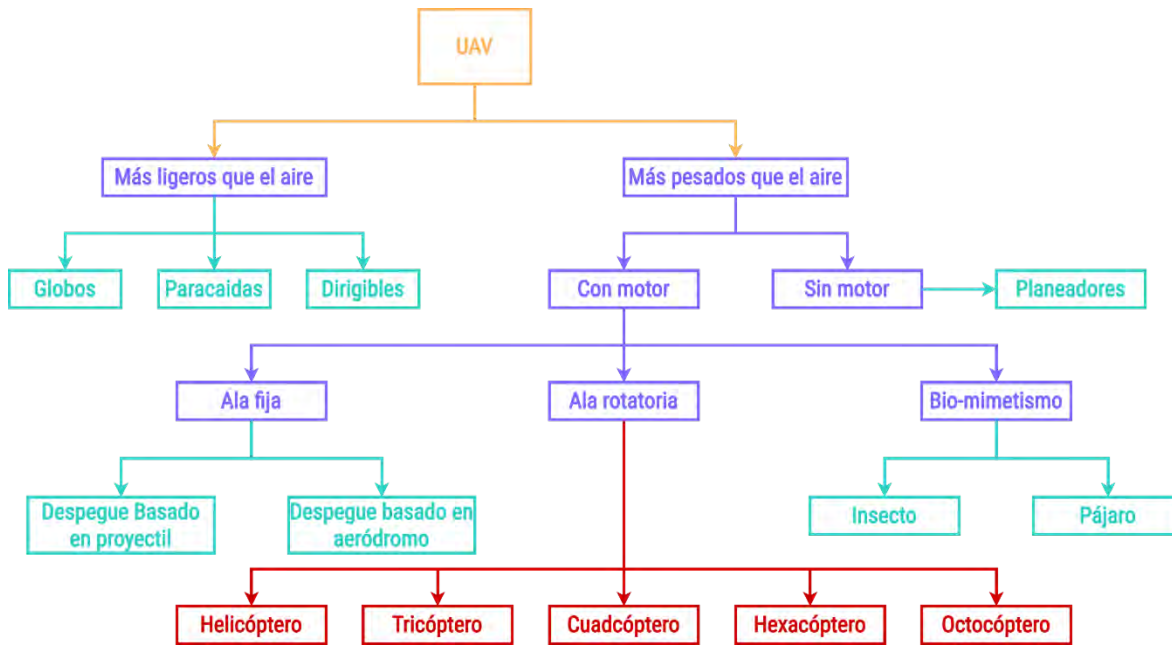 UAV
Más ligeros que el aire
Más pesados que el aire
Globos
Paracaidas
Dirigibles
Con motor
Sin motor
Planeadores
Ala fija
Ala rotatoria
Bio-mimetismo
Despegue Basado
en proyectil
Despegue basado en
aeródromo
Insecto
Pájaro
Helicóptero
Tricóptero
Cuadcóptero
Hexacóptero
Octocóptero